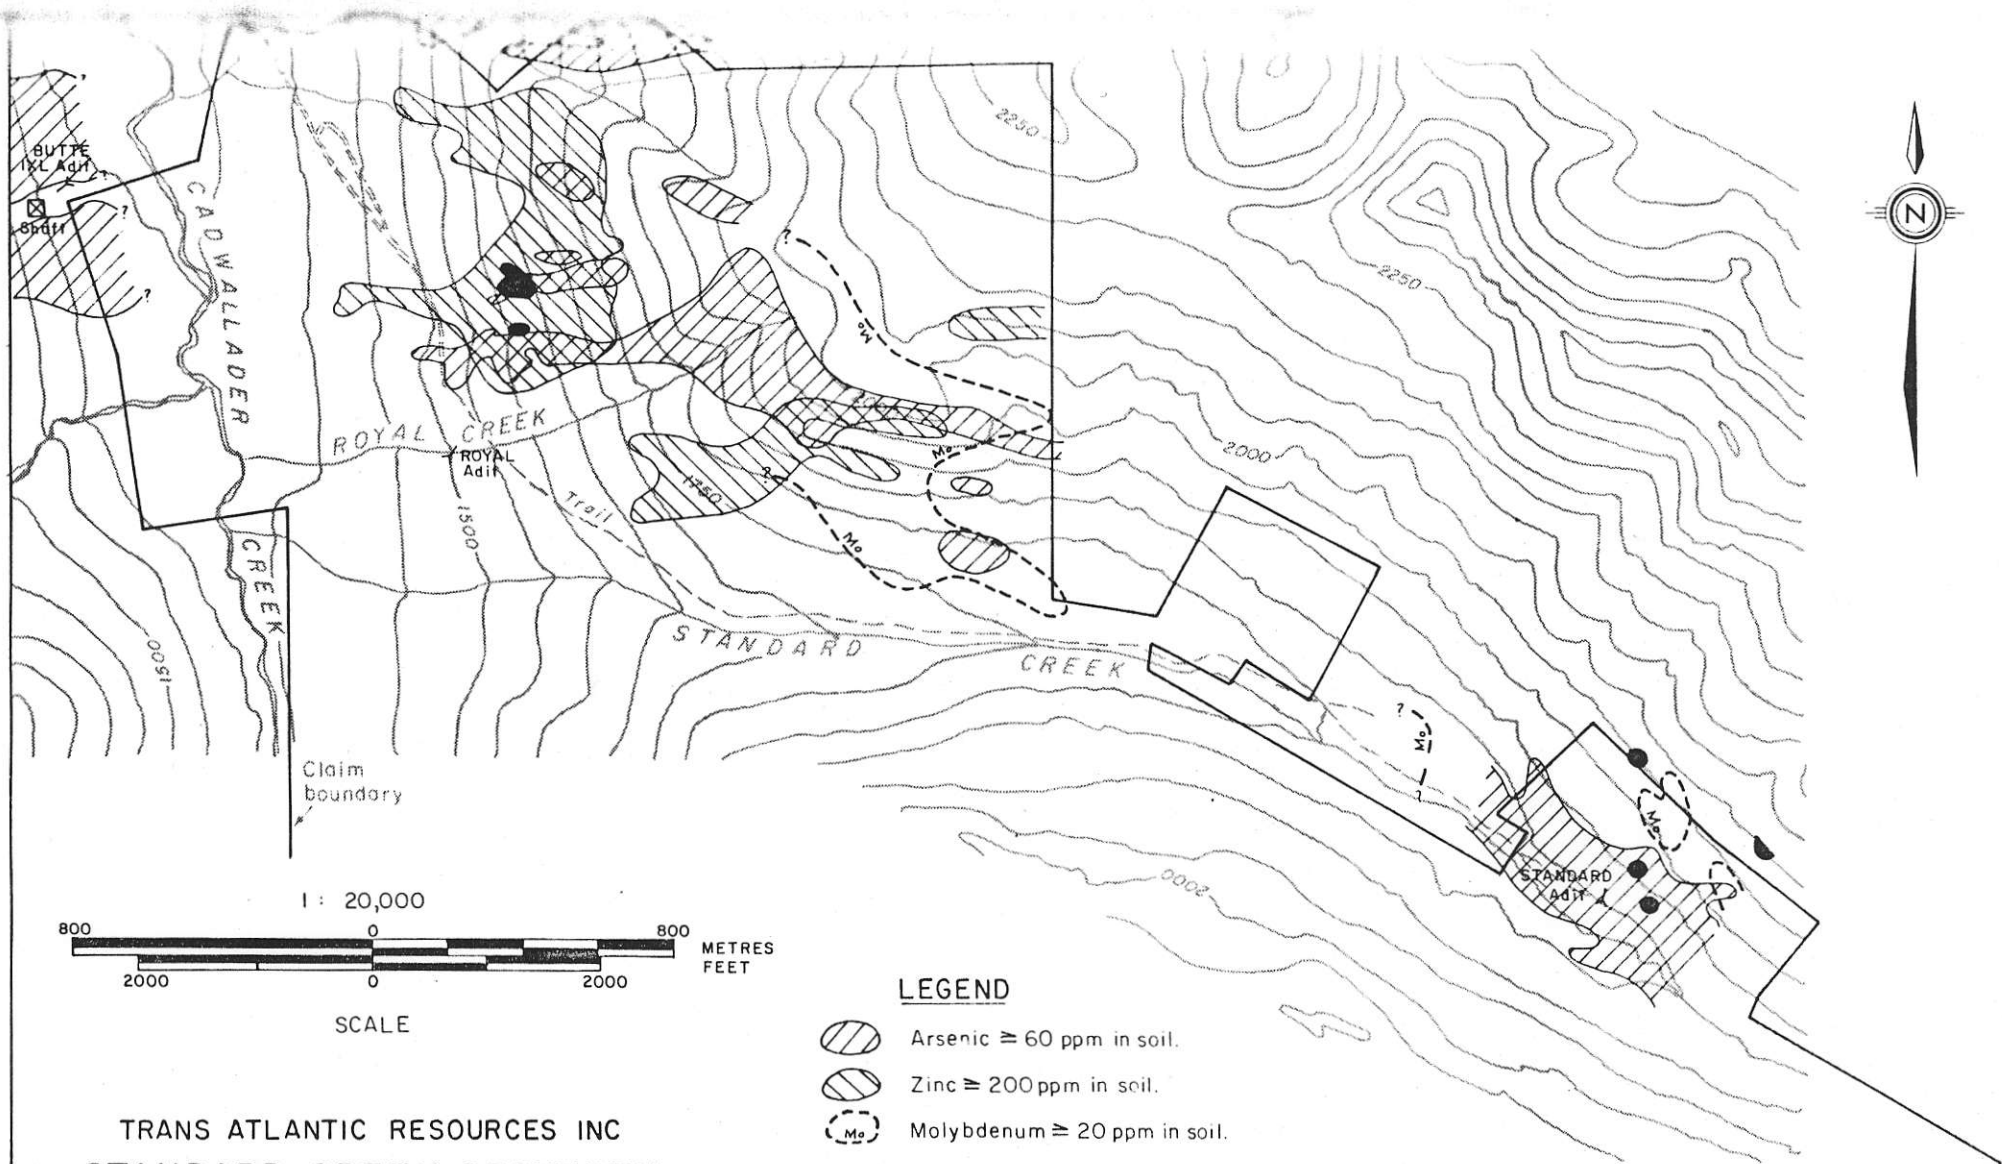 2250
BUTTE
IXL Adit
?
?
?
Shaft
CADWALLADER
CREEK
2250
?
Mo
ROYAL CREEK
ROYAL
Adit
Mo
2000
?
1750
Trail
1500
Mo
STANDARD
CREEK
1500
?
Mo
?
Claim
boundary
Mo
STANDARD
Adit
2000
N
1 : 20,000
800 0 800
METRES
FEET
2000 0 2000
SCALE
LEGEND
Arsenic ≥ 60 ppm in soil.
Zinc ≥ 200 ppm in soil.
Mo Molybdenum ≥ 20 ppm in soil.
TRANS ATLANTIC RESOURCES INC